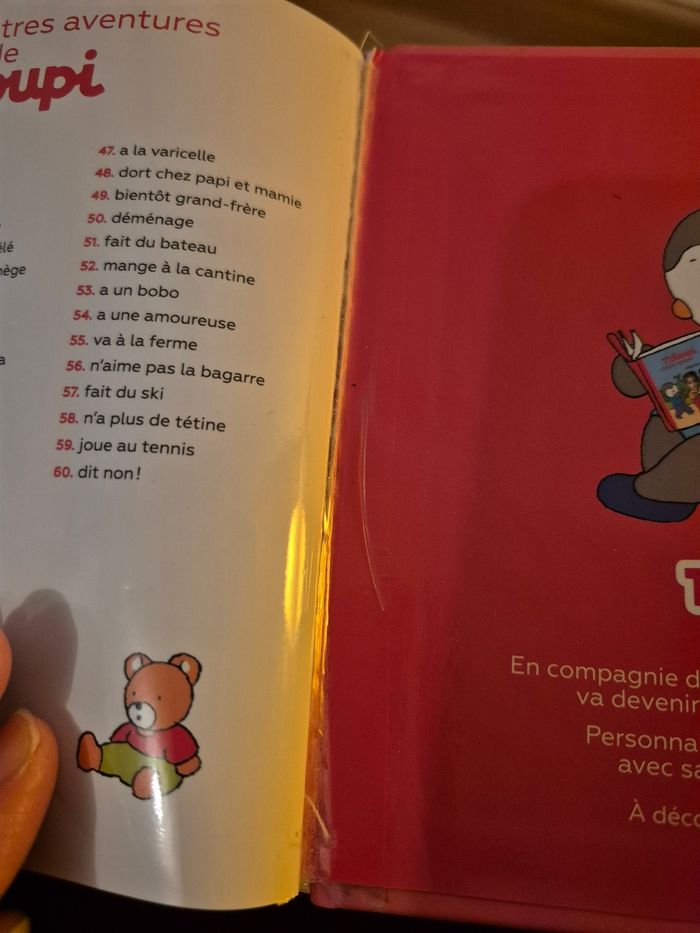 tres aventures
de
oupi
47. a la varicelle
48. dort chez papi et mamie
49. bientôt grand-frère
50. déménage
51. fait du bateau
52. mange à la cantine
53. a un bobo
54. a une amoureuse
55. va à la ferme
56. n'aime pas la bagarre
57. fait du ski
58. n'a plus de tétine
59. joue au tennis
60. dit non !
En compagnie d
va devenir
Personna
avec sa
À déco